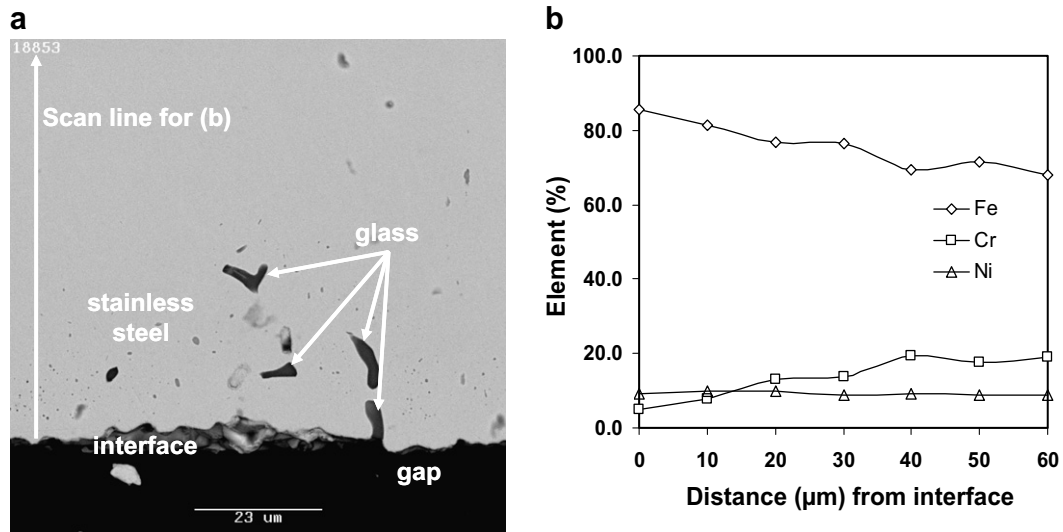 a
18853
Scan line for (b)
glass
stainless
steel
interface
gap
23 um
b
100.0
80.0
60.0
40.0
20.0
0.0
Element (%)
Fe
Cr
Ni
0 10 20 30 40 50 60
Distance (µm) from interface